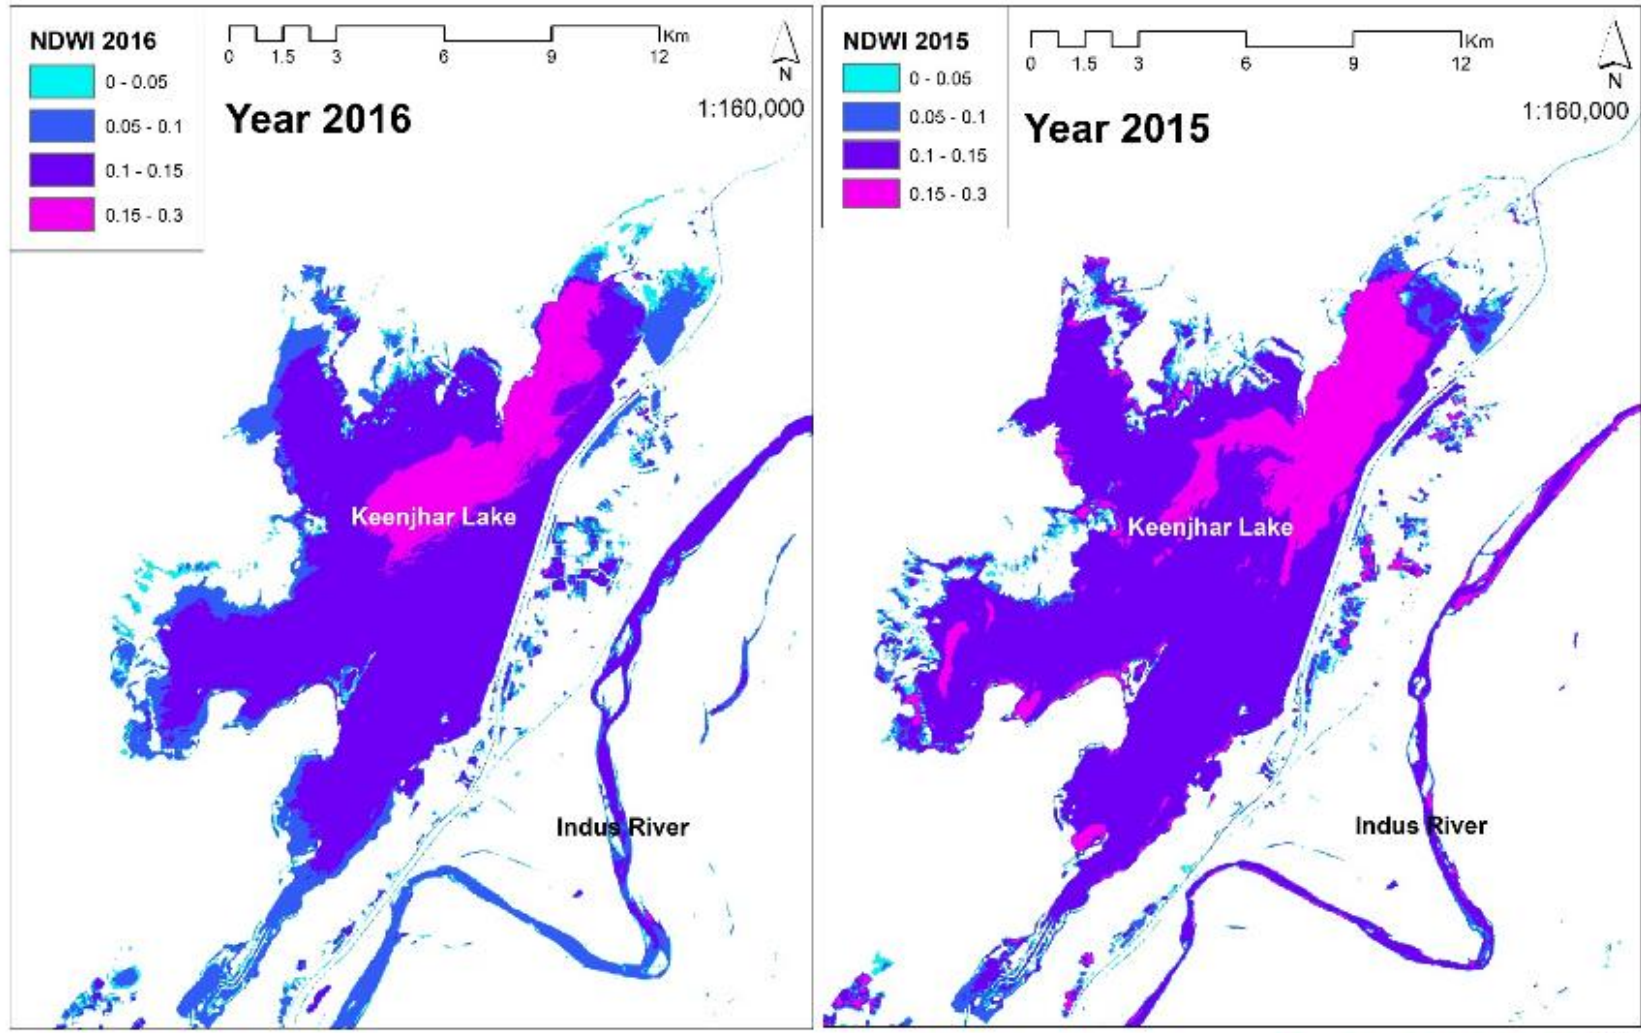 NDWI 2016
0 - 0.05
0.05 - 0.1
0.1 - 0.15
0.15 - 0.3
0 1.5 3 6 9 12
Km
N
Year 2016
1:160,000
Keenjhar Lake
Indus River
NDWI 2015
0 - 0.05
0.05 - 0.1
0.1 - 0.15
0.15 - 0.3
0 1.5 3 6 9 12
Km
N
Year 2015
1:160,000
Keenjhar Lake
Indus River